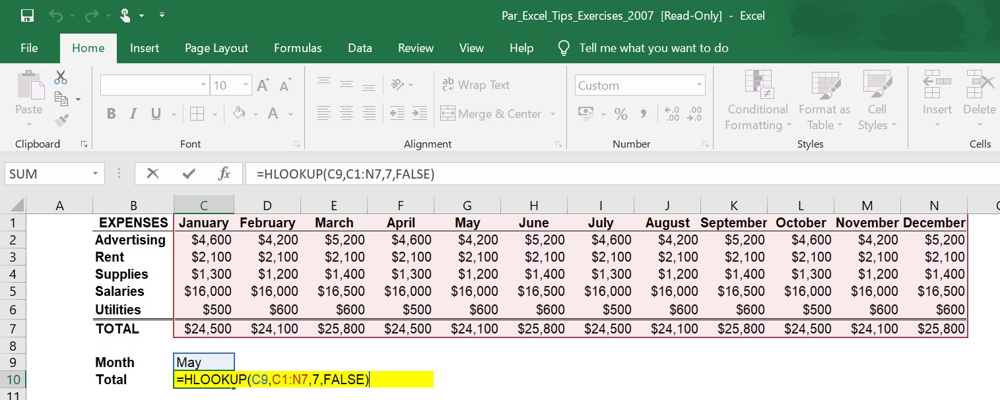 Par_Excel_Tips_Exercises_2007 [Read-Only] - Excel
File Home Insert Page Layout Formulas Data Review View Help Tell me what you want to do
Paste
Clipboard
10 A A
B I U A
Font
ab
c
Wrap Text
Merge & Center
Alignment
Custom
% , .0 .00 .00 .0
Number
Conditional Formatting
Format as Table
Cell Styles
Styles
Insert Delete
Cells
SUM fx =HLOOKUP(C9,C1:N7,7,FALSE)
A B C D E F G H I J K L M N
1 EXPENSES January February March April May June July August September October November December
2 Advertising $4,600 $4,200 $5,200 $4,600 $4,200 $5,200 $4,600 $4,200 $5,200 $4,600 $4,200 $5,200
3 Rent $2,100 $2,100 $2,100 $2,100 $2,100 $2,100 $2,100 $2,100 $2,100 $2,100 $2,100 $2,100
4 Supplies $1,300 $1,200 $1,400 $1,300 $1,200 $1,400 $1,300 $1,200 $1,400 $1,300 $1,200 $1,400
5 Salaries $16,000 $16,000 $16,500 $16,000 $16,000 $16,500 $16,000 $16,000 $16,500 $16,000 $16,000 $16,500
6 Utilities $500 $600 $600 $500 $600 $600 $500 $600 $600 $500 $600 $600
7 TOTAL $24,500 $24,100 $25,800 $24,500 $24,100 $25,800 $24,500 $24,100 $25,800 $24,500 $24,100 $25,800
8
9 Month May
10 Total =HLOOKUP(C9,C1:N7,7,FALSE)
11